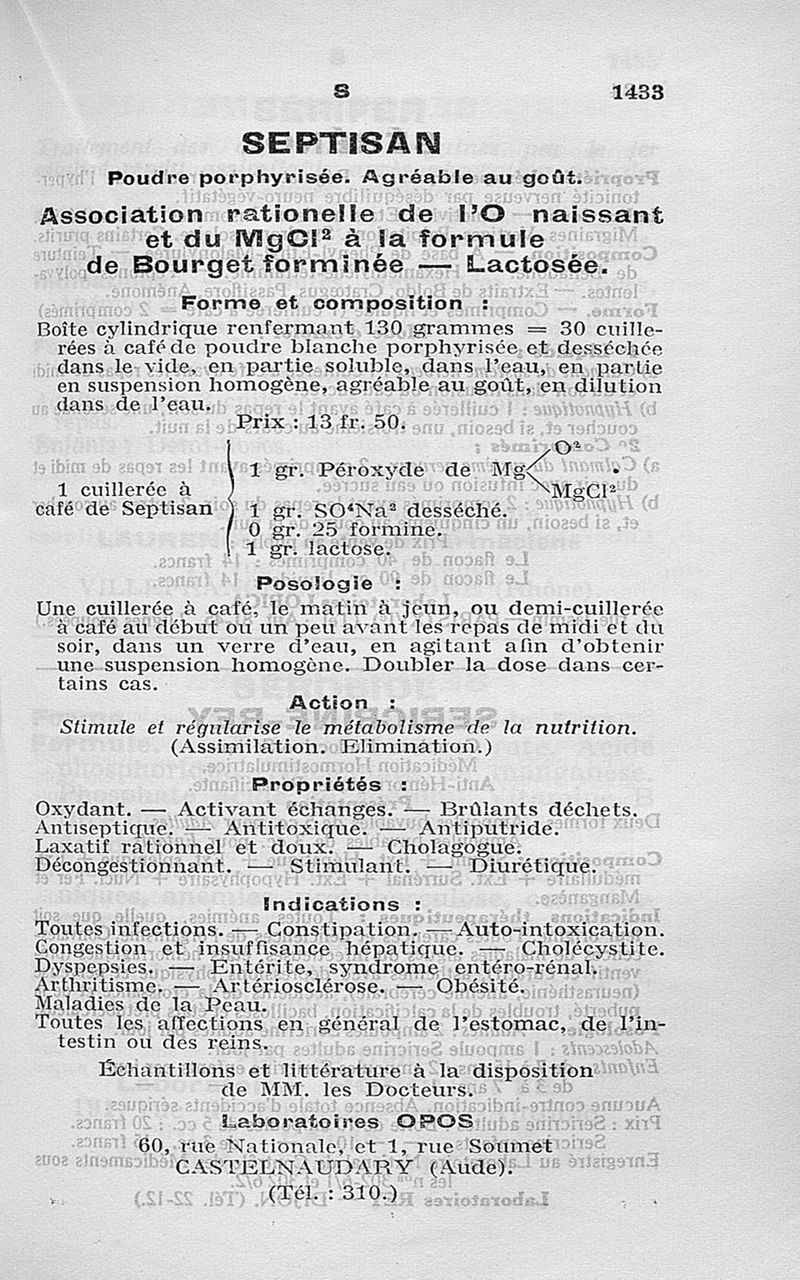 S 1433
SEPTISAN
Poudre porphyrisée. Agréable au goût.
Association rationelle de l'O naissant
et du MgCl² à la formule
de Bourget forminée — Lactosée.
Forme et composition :
Boîte cylindrique renfermant 130 grammes = 30 cuille-
rées à café de poudre blanche porphyrisée et desséchée
dans le vide, en partie soluble, dans l'eau, en partie
en suspension homogène, agréable au goût, en dilution
dans de l'eau.
Prix : 13 fr. 50.
1 cuillerée à
café de Septisan
1 gr. Péroxyde de Mg O²
MgCl²
1 gr. SO⁴Na² desséché.
0 gr. 25 formine.
1 gr. lactose.
Posologie :
Une cuillerée à café, le matin à jeun, ou demi-cuillerée
à café au début ou un peu avant les repas de midi et du
soir, dans un verre d'eau, en agitant afin d'obtenir
une suspension homogène. Doubler la dose dans cer-
tains cas.
Action :
Stimule et régularise le métabolisme de la nutrition.
(Assimilation. Elimination.)
Propriétés :
Oxydant. — Activant échanges. — Brûlants déchets.
Antiseptique. — Antitoxique. — Antiputride.
Laxatif rationnel et doux. — Cholagogue.
Décongestionnant. — Stimulant. — Diurétique.
Indications :
Toutes infections. — Constipation. — Auto-intoxication.
Congestion et insuffisance hépatique. — Cholécystite.
Dyspepsies. — Entérite, syndrome entéro-rénal.
Arthritisme. — Artériosclérose. — Obésité.
Maladies de la Peau.
Toutes les affections en général de l'estomac, de l'in-
testin ou des reins.
Échantillons et littérature à la disposition
de MM. les Docteurs.
Laboratoires OPOS
60, rue Nationale, et 1, rue Soumet
CASTELNAUDARY (Aude).
(Tél. : 310.)